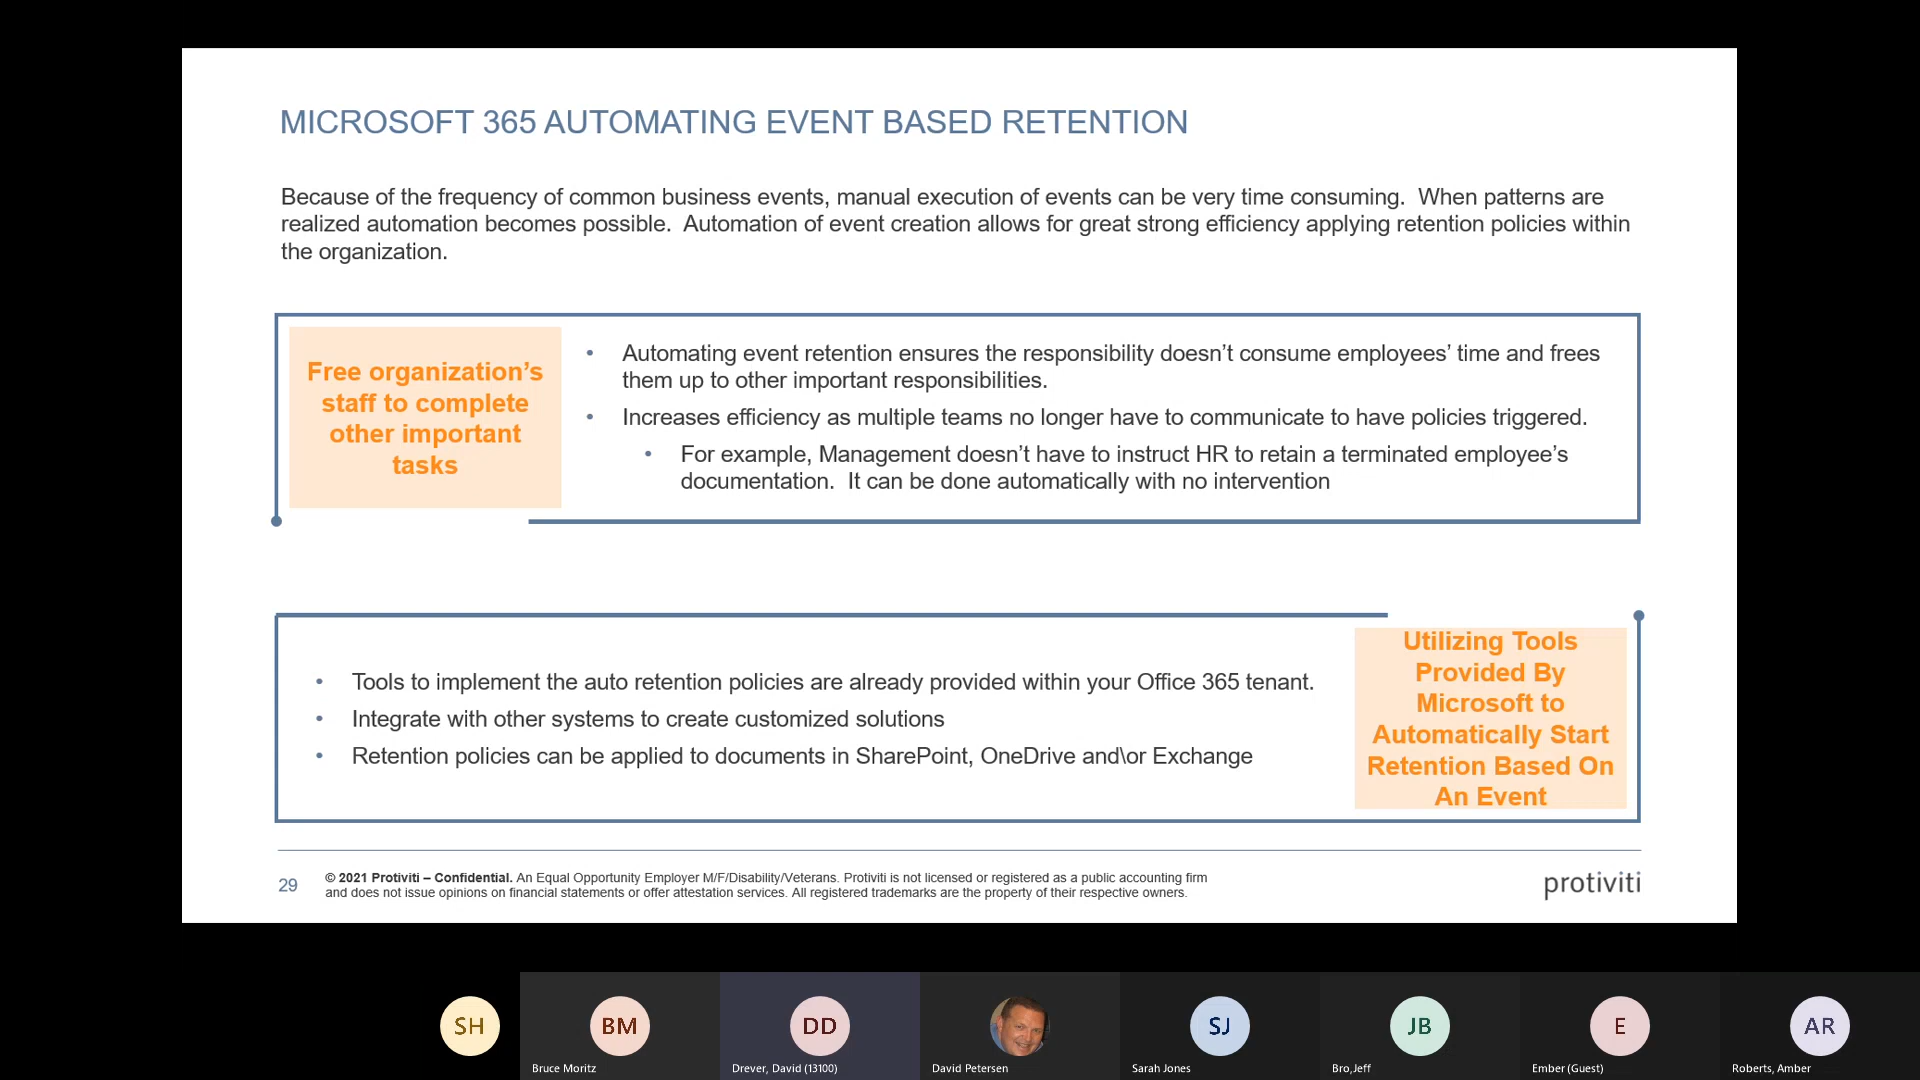 MICROSOFT 365 AUTOMATING EVENT BASED RETENTION
Because of the frequency of common business events, manual execution of events can be very time consuming.  When patterns are
realized automation becomes possible.  Automation of event creation allows for great strong efficiency applying retention policies within
the organization.
Free organization’s
staff to complete
other important
tasks
• Automating event retention ensures the responsibility doesn’t consume employees’ time and frees
them up to other important responsibilities.
• Increases efficiency as multiple teams no longer have to communicate to have policies triggered.
• For example, Management doesn’t have to instruct HR to retain a terminated employee’s
documentation.  It can be done automatically with no intervention
• Tools to implement the auto retention policies are already provided within your Office 365 tenant.
• Integrate with other systems to create customized solutions
• Retention policies can be applied to documents in SharePoint, OneDrive and\or Exchange
Utilizing Tools
Provided By
Microsoft to
Automatically Start
Retention Based On
An Event
29
© 2021 Protiviti – Confidential. An Equal Opportunity Employer M/F/Disability/Veterans. Protiviti is not licensed or registered as a public accounting firm
and does not issue opinions on financial statements or offer attestation services. All registered trademarks are the property of their respective owners.
protiviti
SH
BM
Bruce Moritz
DD
Drever, David (13100)
David Petersen
SJ
Sarah Jones
JB
Bro,Jeff
E
Ember (Guest)
AR
Roberts, Amber